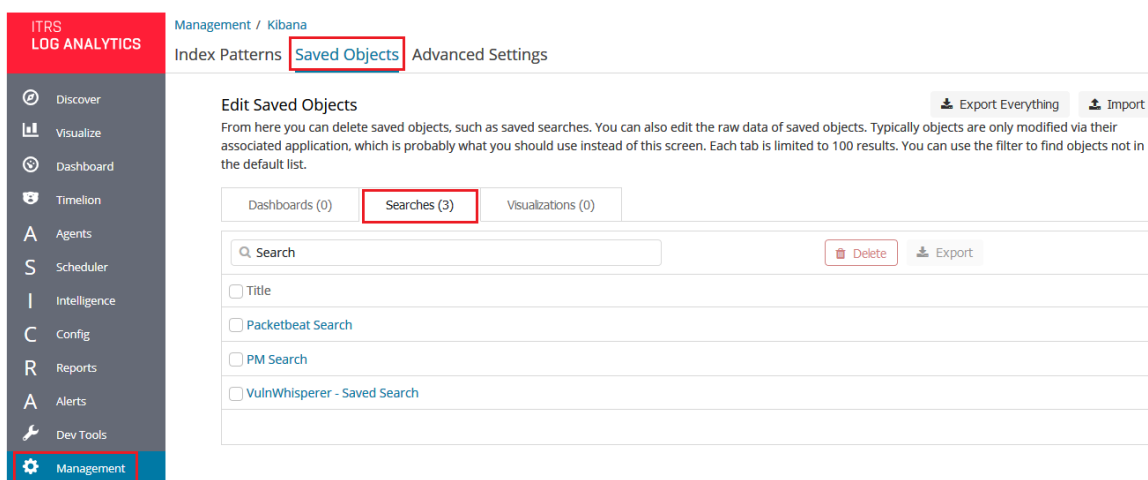 ITRS
LOG ANALYTICS
Discover
Visualize
Dashboard
Timelion
A Agents
S Scheduler
I Intelligence
C Config
R Reports
A Alerts
Dev Tools
Management
Management / Kibana
Index Patterns Saved Objects Advanced Settings
Edit Saved Objects
Export Everything Import
From here you can delete saved objects, such as saved searches. You can also edit the raw data of saved objects. Typically objects are only modified via their
associated application, which is probably what you should use instead of this screen. Each tab is limited to 100 results. You can use the filter to find objects not in
the default list.
Dashboards (0) Searches (3) Visualizations (0)
Search Delete Export
Title
Packetbeat Search
PM Search
VulnWhisperer - Saved Search